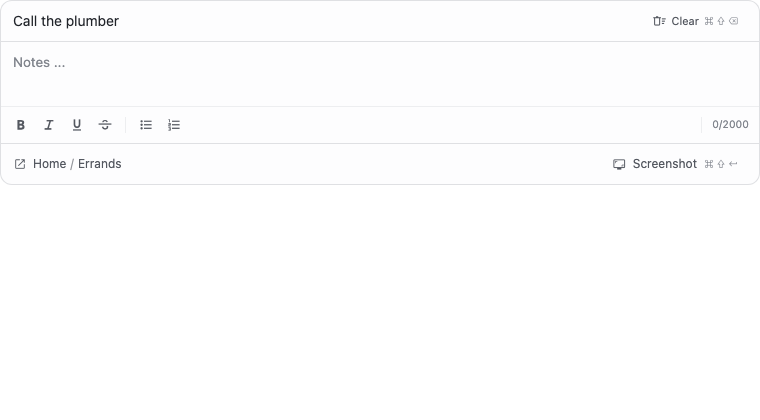 Call the plumber
Clear ⌘ ⇧ ⌫
Notes ...
B I U S
0/2000
Home / Errands
Screenshot ⌘ ⇧ ↩